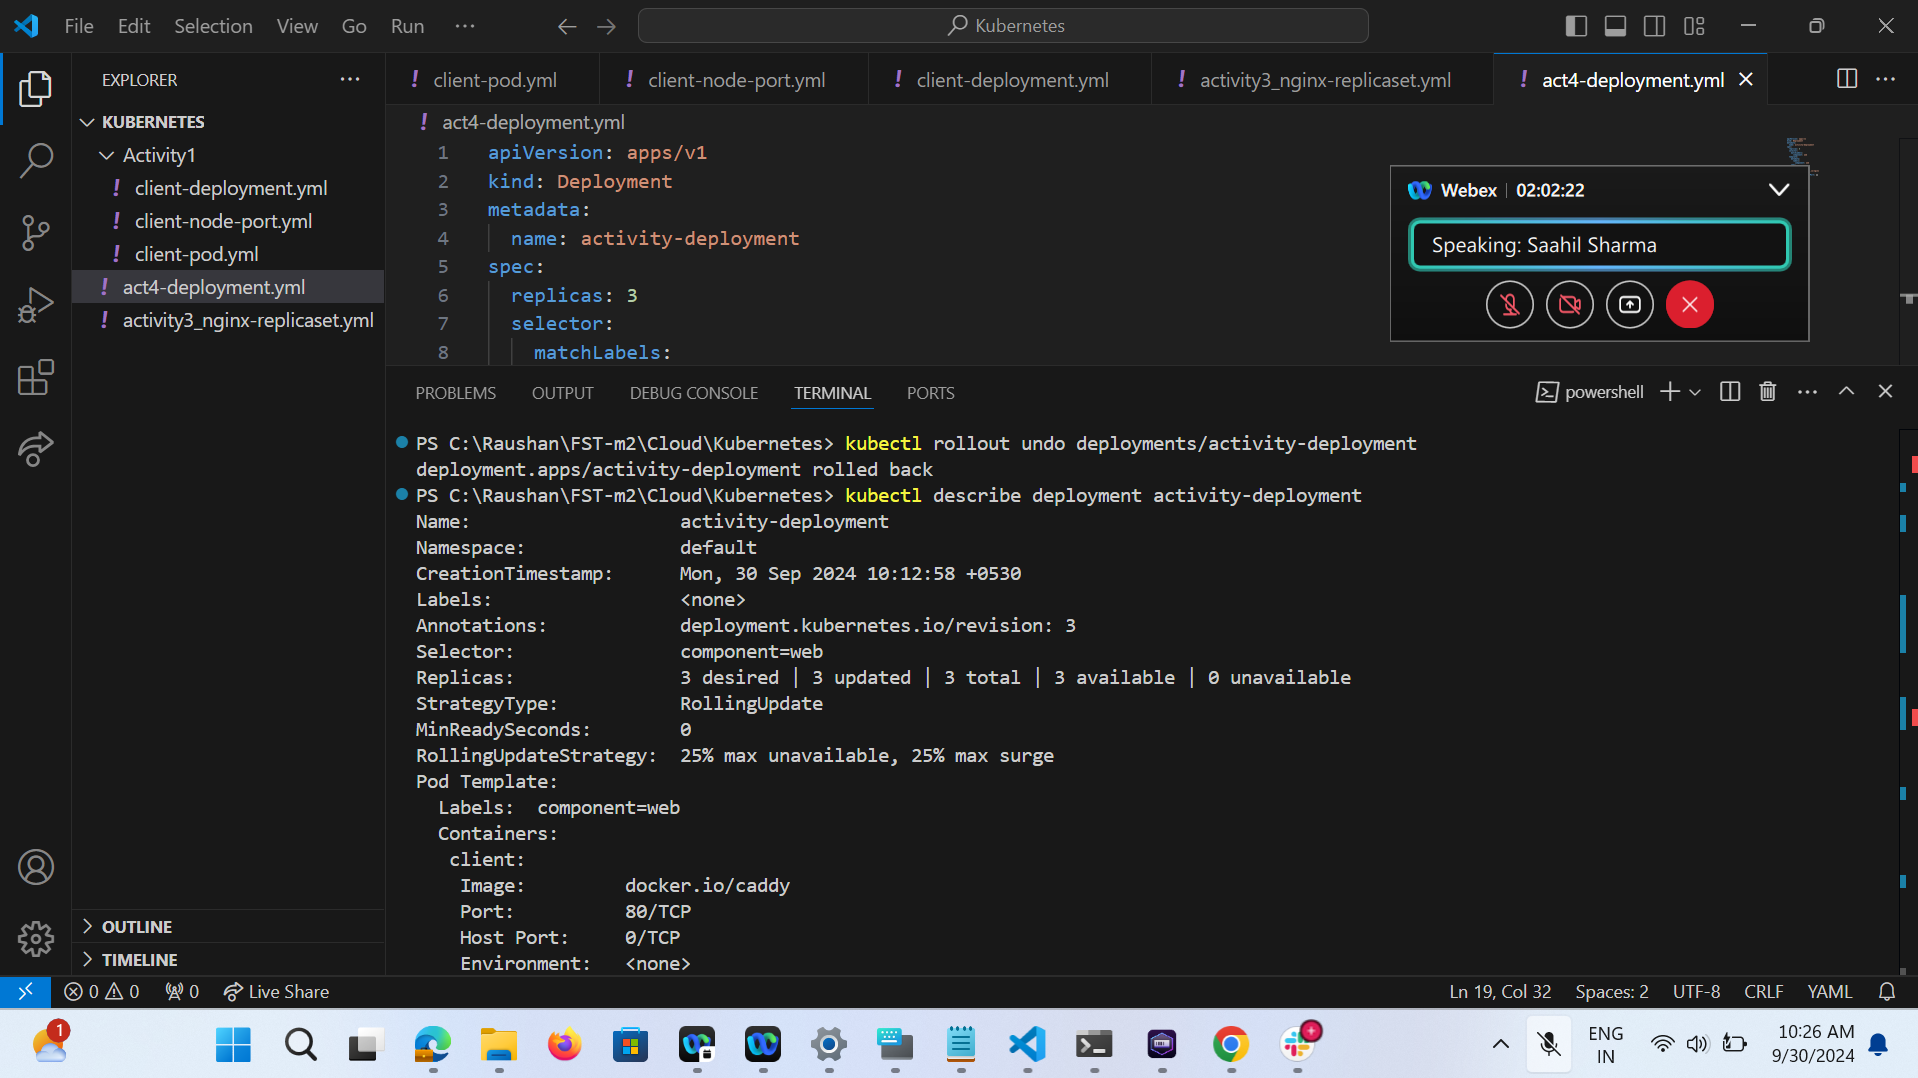 File Edit Selection View Go Run ···
Kubernetes
EXPLORER
KUBERNETES
Activity1
! client-deployment.yml
! client-node-port.yml
! client-pod.yml
! act4-deployment.yml
! activity3_nginx-replicaset.yml
OUTLINE
TIMELINE
! client-pod.yml
! client-node-port.yml
! client-deployment.yml
! activity3_nginx-replicaset.yml
! act4-deployment.yml
! act4-deployment.yml
1 apiVersion: apps/v1
2 kind: Deployment
3 metadata:
4 name: activity-deployment
5 spec:
6 replicas: 3
7 selector:
8 matchLabels:
Webex | 02:02:22
Speaking: Saahil Sharma
PROBLEMS OUTPUT DEBUG CONSOLE TERMINAL PORTS
powershell
PS C:\Raushan\FST-m2\Cloud\Kubernetes> kubectl rollout undo deployments/activity-deployment
deployment.apps/activity-deployment rolled back
PS C:\Raushan\FST-m2\Cloud\Kubernetes> kubectl describe deployment activity-deployment
Name: activity-deployment
Namespace: default
CreationTimestamp: Mon, 30 Sep 2024 10:12:58 +0530
Labels: <none>
Annotations: deployment.kubernetes.io/revision: 3
Selector: component=web
Replicas: 3 desired | 3 updated | 3 total | 3 available | 0 unavailable
StrategyType: RollingUpdate
MinReadySeconds: 0
RollingUpdateStrategy: 25% max unavailable, 25% max surge
Pod Template:
Labels: component=web
Containers:
client:
Image: docker.io/caddy
Port: 80/TCP
Host Port: 0/TCP
Environment: <none>
0 0 0 Live Share
Ln 19, Col 32 Spaces: 2 UTF-8 CRLF YAML
1
ENG
IN
10:26 AM
9/30/2024